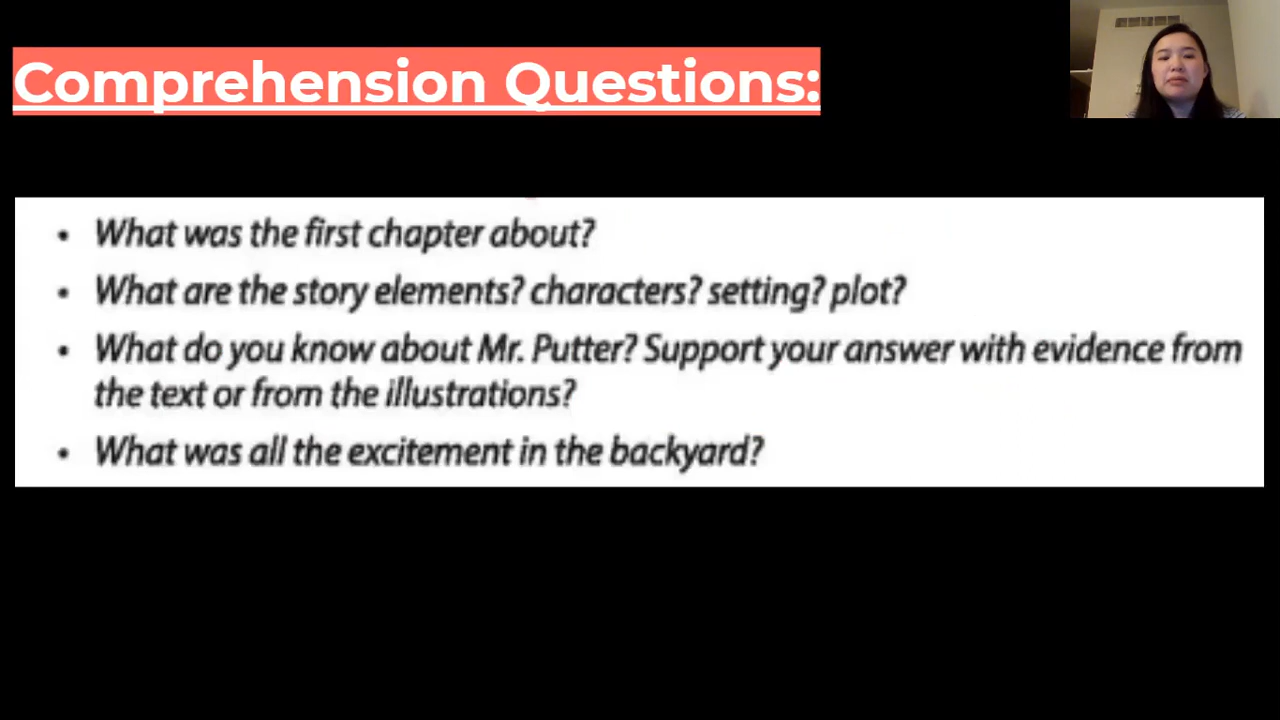 Comprehension Questions:
• What was the first chapter about?
• What are the story elements? characters? setting? plot?
• What do you know about Mr. Putter? Support your answer with evidence from
the text or from the illustrations?
• What was all the excitement in the backyard?